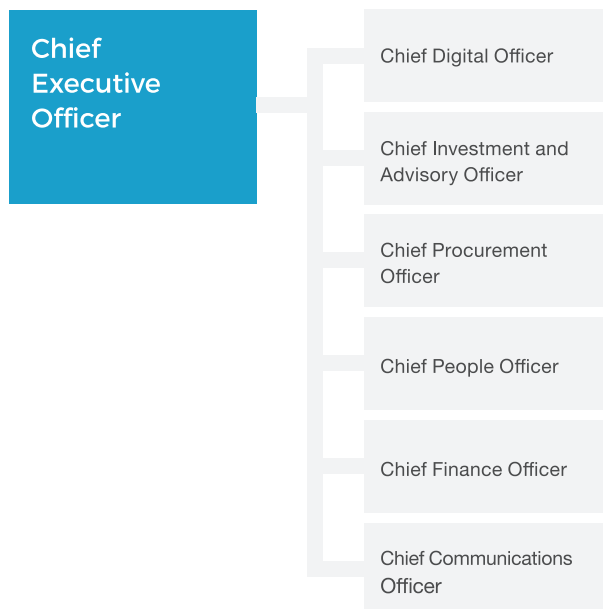 Chief
Executive
Officer
Chief Digital Officer
Chief Investment and
Advisory Officer
Chief Procurement
Officer
Chief People Officer
Chief Finance Officer
Chief Communications
Officer